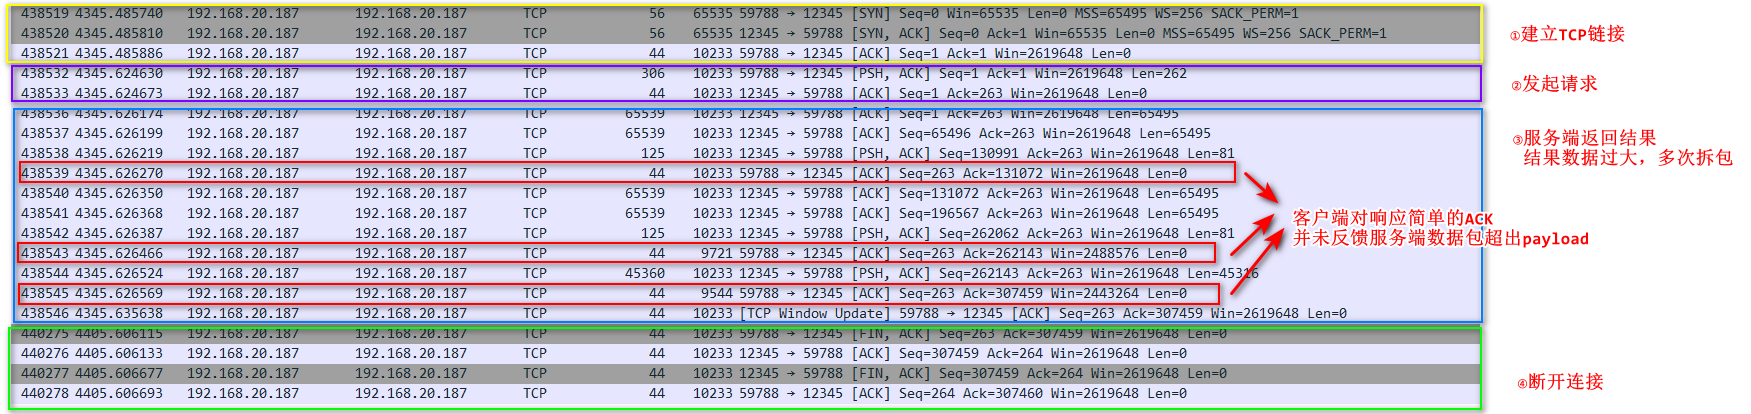 438519 4345.485740 192.168.20.187 192.168.20.187 TCP 56 65535 59788 → 12345 [SYN] Seq=0 Win=65535 Len=0 MSS=65495 WS=256 SACK_PERM=1
438520 4345.485810 192.168.20.187 192.168.20.187 TCP 56 65535 12345 → 59788 [SYN, ACK] Seq=0 Ack=1 Win=65535 Len=0 MSS=65495 WS=256 SACK_PERM=1
①建立TCP链接
438521 4345.485886 192.168.20.187 192.168.20.187 TCP 44 10233 59788 → 12345 [ACK] Seq=1 Ack=1 Win=2619648 Len=0
438532 4345.624630 192.168.20.187 192.168.20.187 TCP 306 10233 59788 → 12345 [PSH, ACK] Seq=1 Ack=1 Win=2619648 Len=262
②发起请求
438533 4345.624673 192.168.20.187 192.168.20.187 TCP 44 10233 12345 → 59788 [ACK] Seq=1 Ack=263 Win=2619648 Len=0
438536 4345.626174 192.168.20.187 192.168.20.187 TCP 65539 10233 12345 → 59788 [ACK] Seq=1 Ack=263 Win=2619648 Len=65495
438537 4345.626199 192.168.20.187 192.168.20.187 TCP 65539 10233 12345 → 59788 [ACK] Seq=65496 Ack=263 Win=2619648 Len=65495
③服务端返回结果
结果数据过大，多次拆包
438538 4345.626219 192.168.20.187 192.168.20.187 TCP 125 10233 12345 → 59788 [PSH, ACK] Seq=130991 Ack=263 Win=2619648 Len=81
438539 4345.626270 192.168.20.187 192.168.20.187 TCP 44 10233 59788 → 12345 [ACK] Seq=263 Ack=131072 Win=2619648 Len=0
438540 4345.626350 192.168.20.187 192.168.20.187 TCP 65539 10233 12345 → 59788 [ACK] Seq=131072 Ack=263 Win=2619648 Len=65495
438541 4345.626368 192.168.20.187 192.168.20.187 TCP 65539 10233 12345 → 59788 [ACK] Seq=196567 Ack=263 Win=2619648 Len=65495
客户端对响应简单的ACK
并未反馈服务端数据包超出payload
438542 4345.626387 192.168.20.187 192.168.20.187 TCP 125 10233 12345 → 59788 [PSH, ACK] Seq=262062 Ack=263 Win=2619648 Len=81
438543 4345.626466 192.168.20.187 192.168.20.187 TCP 44 9721 59788 → 12345 [ACK] Seq=263 Ack=262143 Win=2488576 Len=0
438544 4345.626524 192.168.20.187 192.168.20.187 TCP 45360 10233 12345 → 59788 [PSH, ACK] Seq=262143 Ack=263 Win=2619648 Len=45316
438545 4345.626569 192.168.20.187 192.168.20.187 TCP 44 9544 59788 → 12345 [ACK] Seq=263 Ack=307459 Win=2443264 Len=0
438546 4345.635638 192.168.20.187 192.168.20.187 TCP 44 10233 [TCP Window Update] 59788 → 12345 [ACK] Seq=263 Ack=307459 Win=2619648 Len=0
440275 4405.606115 192.168.20.187 192.168.20.187 TCP 44 10233 59788 → 12345 [FIN, ACK] Seq=263 Ack=307459 Win=2619648 Len=0
440276 4405.606133 192.168.20.187 192.168.20.187 TCP 44 10233 12345 → 59788 [ACK] Seq=307459 Ack=264 Win=2619648 Len=0
440277 4405.606677 192.168.20.187 192.168.20.187 TCP 44 10233 12345 → 59788 [FIN, ACK] Seq=307459 Ack=264 Win=2619648 Len=0
④断开连接
440278 4405.606693 192.168.20.187 192.168.20.187 TCP 44 10233 59788 → 12345 [ACK] Seq=264 Ack=307460 Win=2619648 Len=0